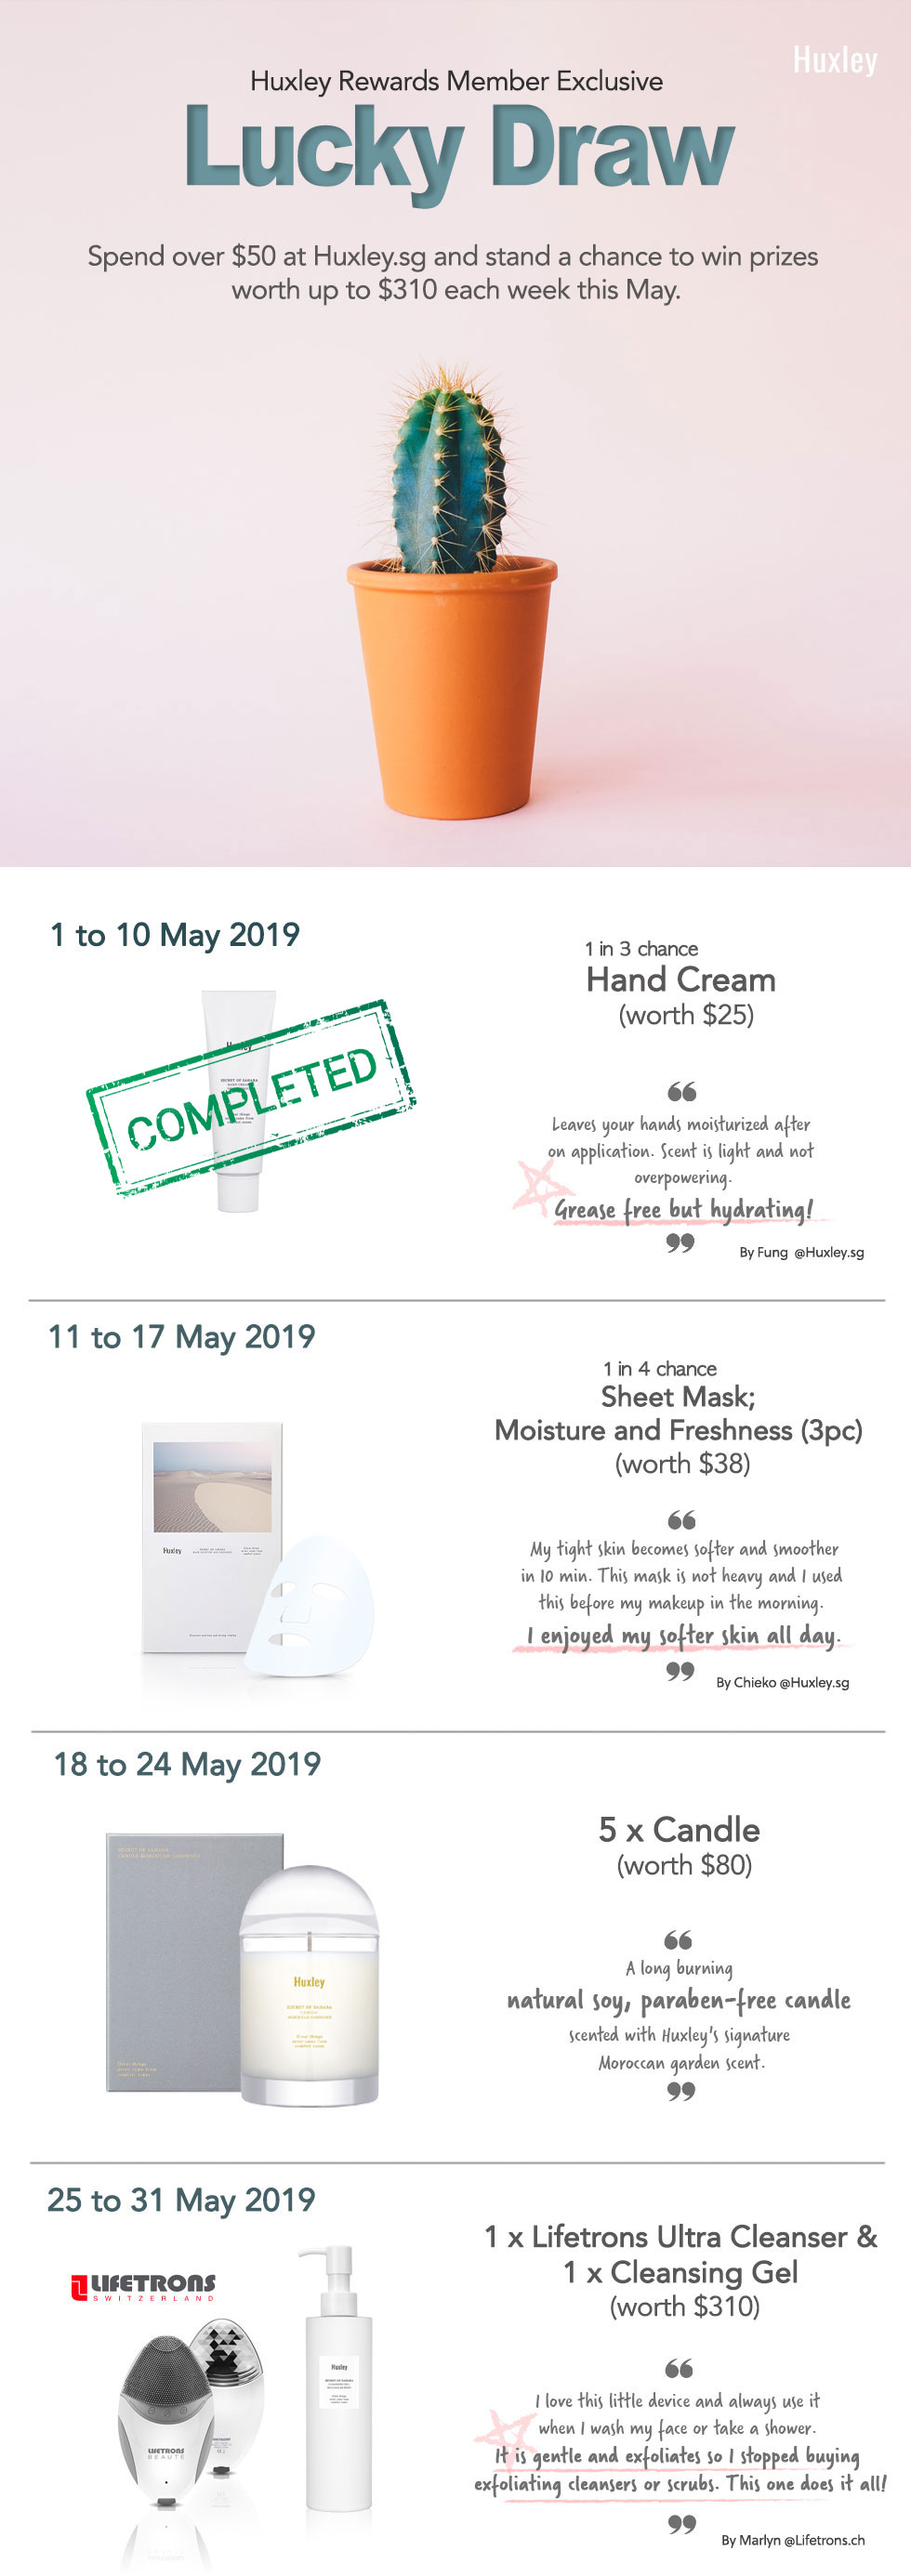 Huxley
Huxley Rewards Member Exclusive
Lucky Draw
Spend over $50 at Huxley.sg and stand a chance to win prizes
worth up to $310 each week this May.
1 to 10 May 2019
COMPLETED
1 in 3 chance
Hand Cream
(worth $25)
“
Leaves your hands moisturized after
on application. Scent is light and not
overpowering.
Grease free but hydrating!
”
By Fung @Huxley.sg
11 to 17 May 2019
Huxley
1 in 4 chance
Sheet Mask;
Moisture and Freshness (3pc)
(worth $38)
“
My tight skin becomes softer and smoother
in 10 min. This mask is not heavy and I used
this before my makeup in the morning.
I enjoyed my softer skin all day.
”
By Chieko @Huxley.sg
18 to 24 May 2019
Huxley
SECRET OF SAHARA
5 x Candle
(worth $80)
“
A long burning
natural soy, paraben-free candle
scented with Huxley's signature
Moroccan garden scent.
”
25 to 31 May 2019
LIFETRONS
SWITZERLAND
LIFETRONS
BEAUTE
Huxley
1 x Lifetrons Ultra Cleanser &
1 x Cleansing Gel
(worth $310)
“
I love this little device and always use it
when I wash my face or take a shower.
It is gentle and exfoliates so I stopped buying
exfoliating cleansers or scrubs. This one does it all!
”
By Marlyn @Lifetrons.ch